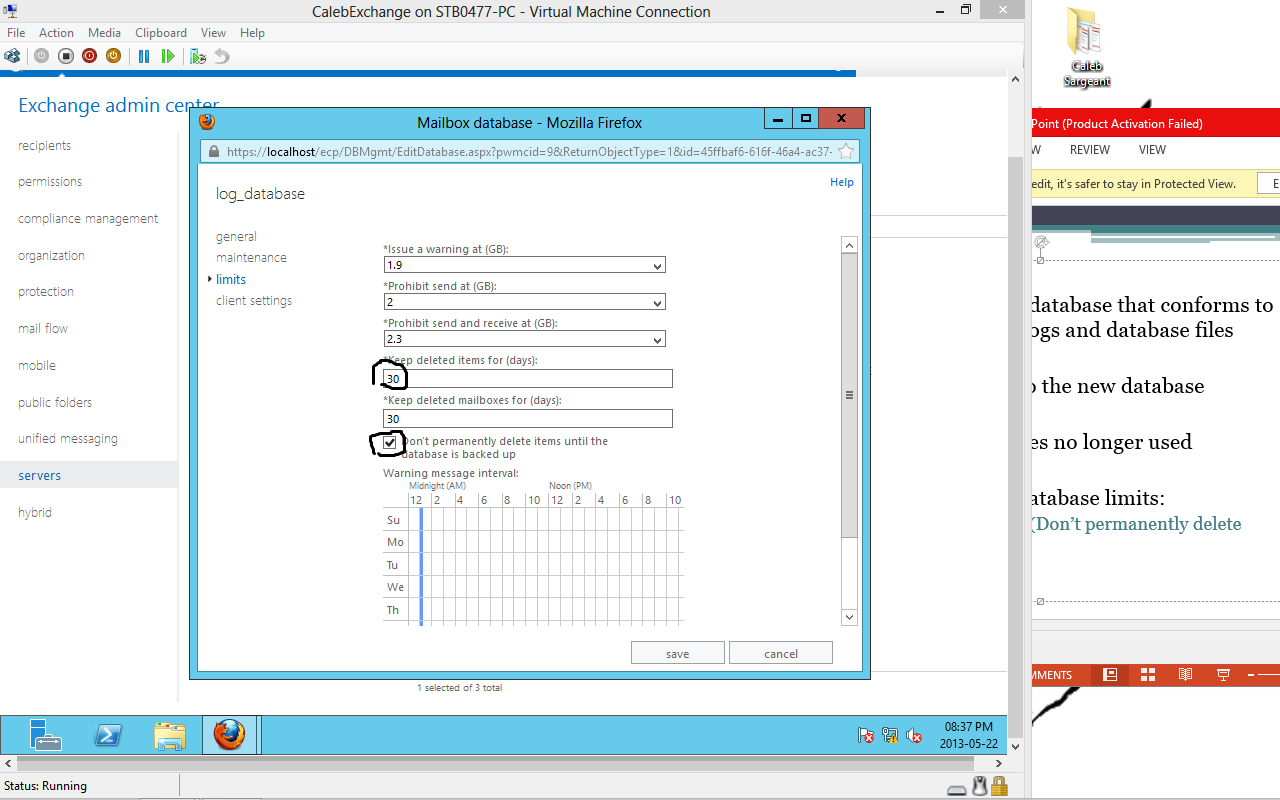 CalebExchange on STB0477-PC - Virtual Machine Connection
File Action Media Clipboard View Help
Exchange admin center
recipients
permissions
compliance management
organization
protection
mail flow
mobile
public folders
unified messaging
servers
hybrid
Mailbox database - Mozilla Firefox
https://localhost/ecp/DBMgmt/EditDatabase.aspx?pwmcid=9&ReturnObjectType=1&id=45ffbaf6-616f-46a4-ac37-
Help
log_database
general
maintenance
limits
client settings
*Issue a warning at (GB):
1.9
*Prohibit send at (GB):
2
*Prohibit send and receive at (GB):
2.3
*Keep deleted items for (days):
30
*Keep deleted mailboxes for (days):
30
Don't permanently delete items until the
database is backed up
Warning message interval:
Midnight (AM) Noon (PM)
12 2 4 6 8 10 12 2 4 6 8 10
Su
Mo
Tu
We
Th
save cancel
1 selected of 3 total
08:37 PM
2013-05-22
Status: Running
Caleb
Sargeant
Point (Product Activation Failed)
W REVIEW VIEW
edit, it's safer to stay in Protected View. E
database that conforms to
ogs and database files
o the new database
es no longer used
atabase limits:
(Don’t permanently delete
MMENTS